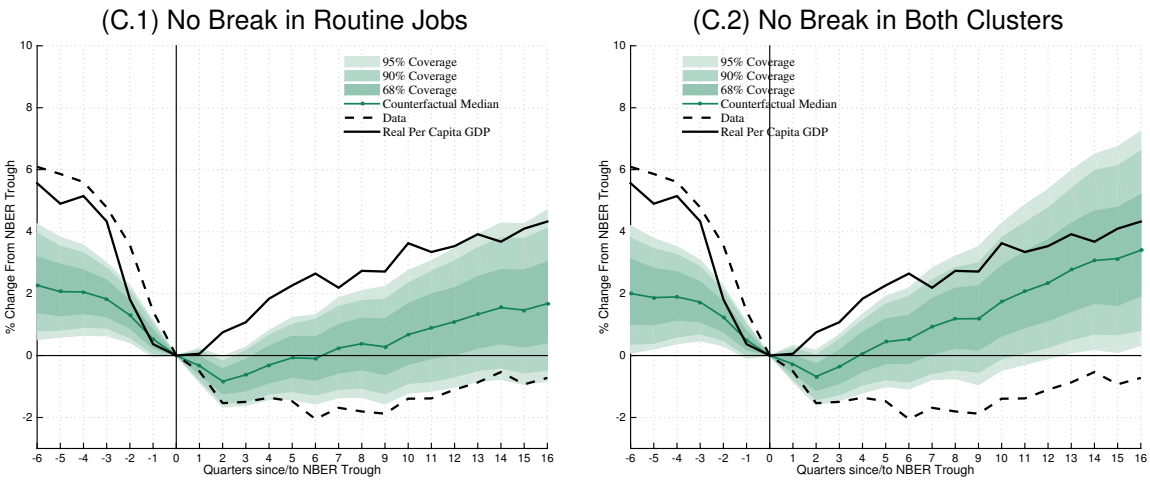 (C.1) No Break in Routine Jobs
10
8
6
4
2
0
-2
% Change From NBER Trough
95% Coverage
90% Coverage
68% Coverage
Counterfactual Median
Data
Real Per Capita GDP
-6 -5 -4 -3 -2 -1 0 1 2 3 4 5 6 7 8 9 10 11 12 13 14 15 16
Quarters since/to NBER Trough
(C.2) No Break in Both Clusters
10
8
6
4
2
0
-2
% Change From NBER Trough
95% Coverage
90% Coverage
68% Coverage
Counterfactual Median
Data
Real Per Capita GDP
-6 -5 -4 -3 -2 -1 0 1 2 3 4 5 6 7 8 9 10 11 12 13 14 15 16
Quarters since/to NBER Trough